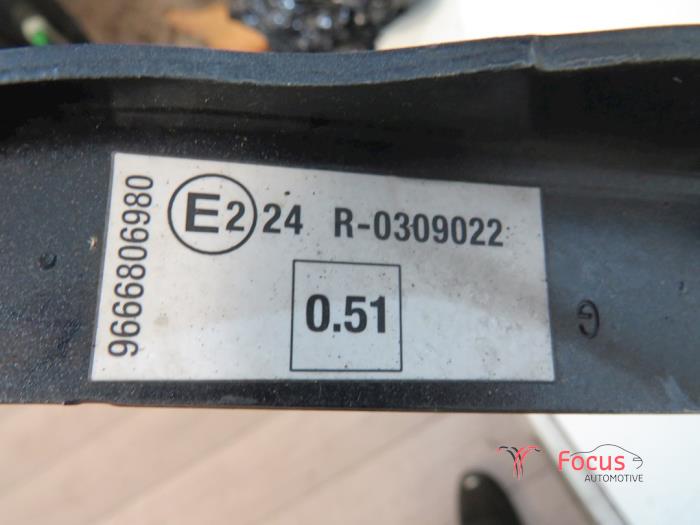 9666806980
E2 24 R-0309022
0.51
G
Focus
AUTOMOTIVE